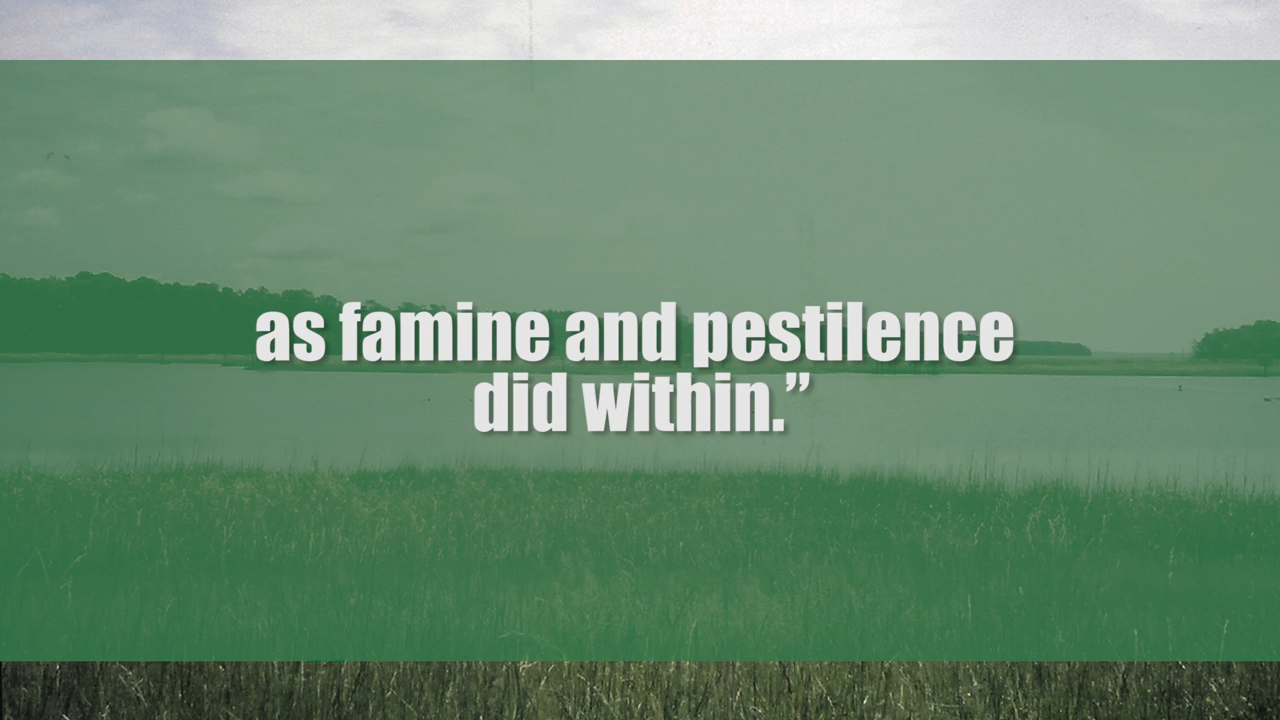 as famine and pestilence
did within.”